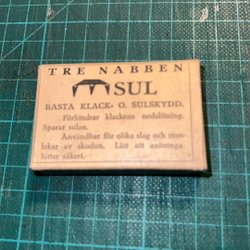 TRE NABBEN
SUL
BASTA KLACK- O. SULSKYDD.
Förhindrar klackens nedslitning.
Sparar sulan.
Användbar för olika slag och stor-
lekar av skodon. Lätt att anbringa.
Sitter säkert.